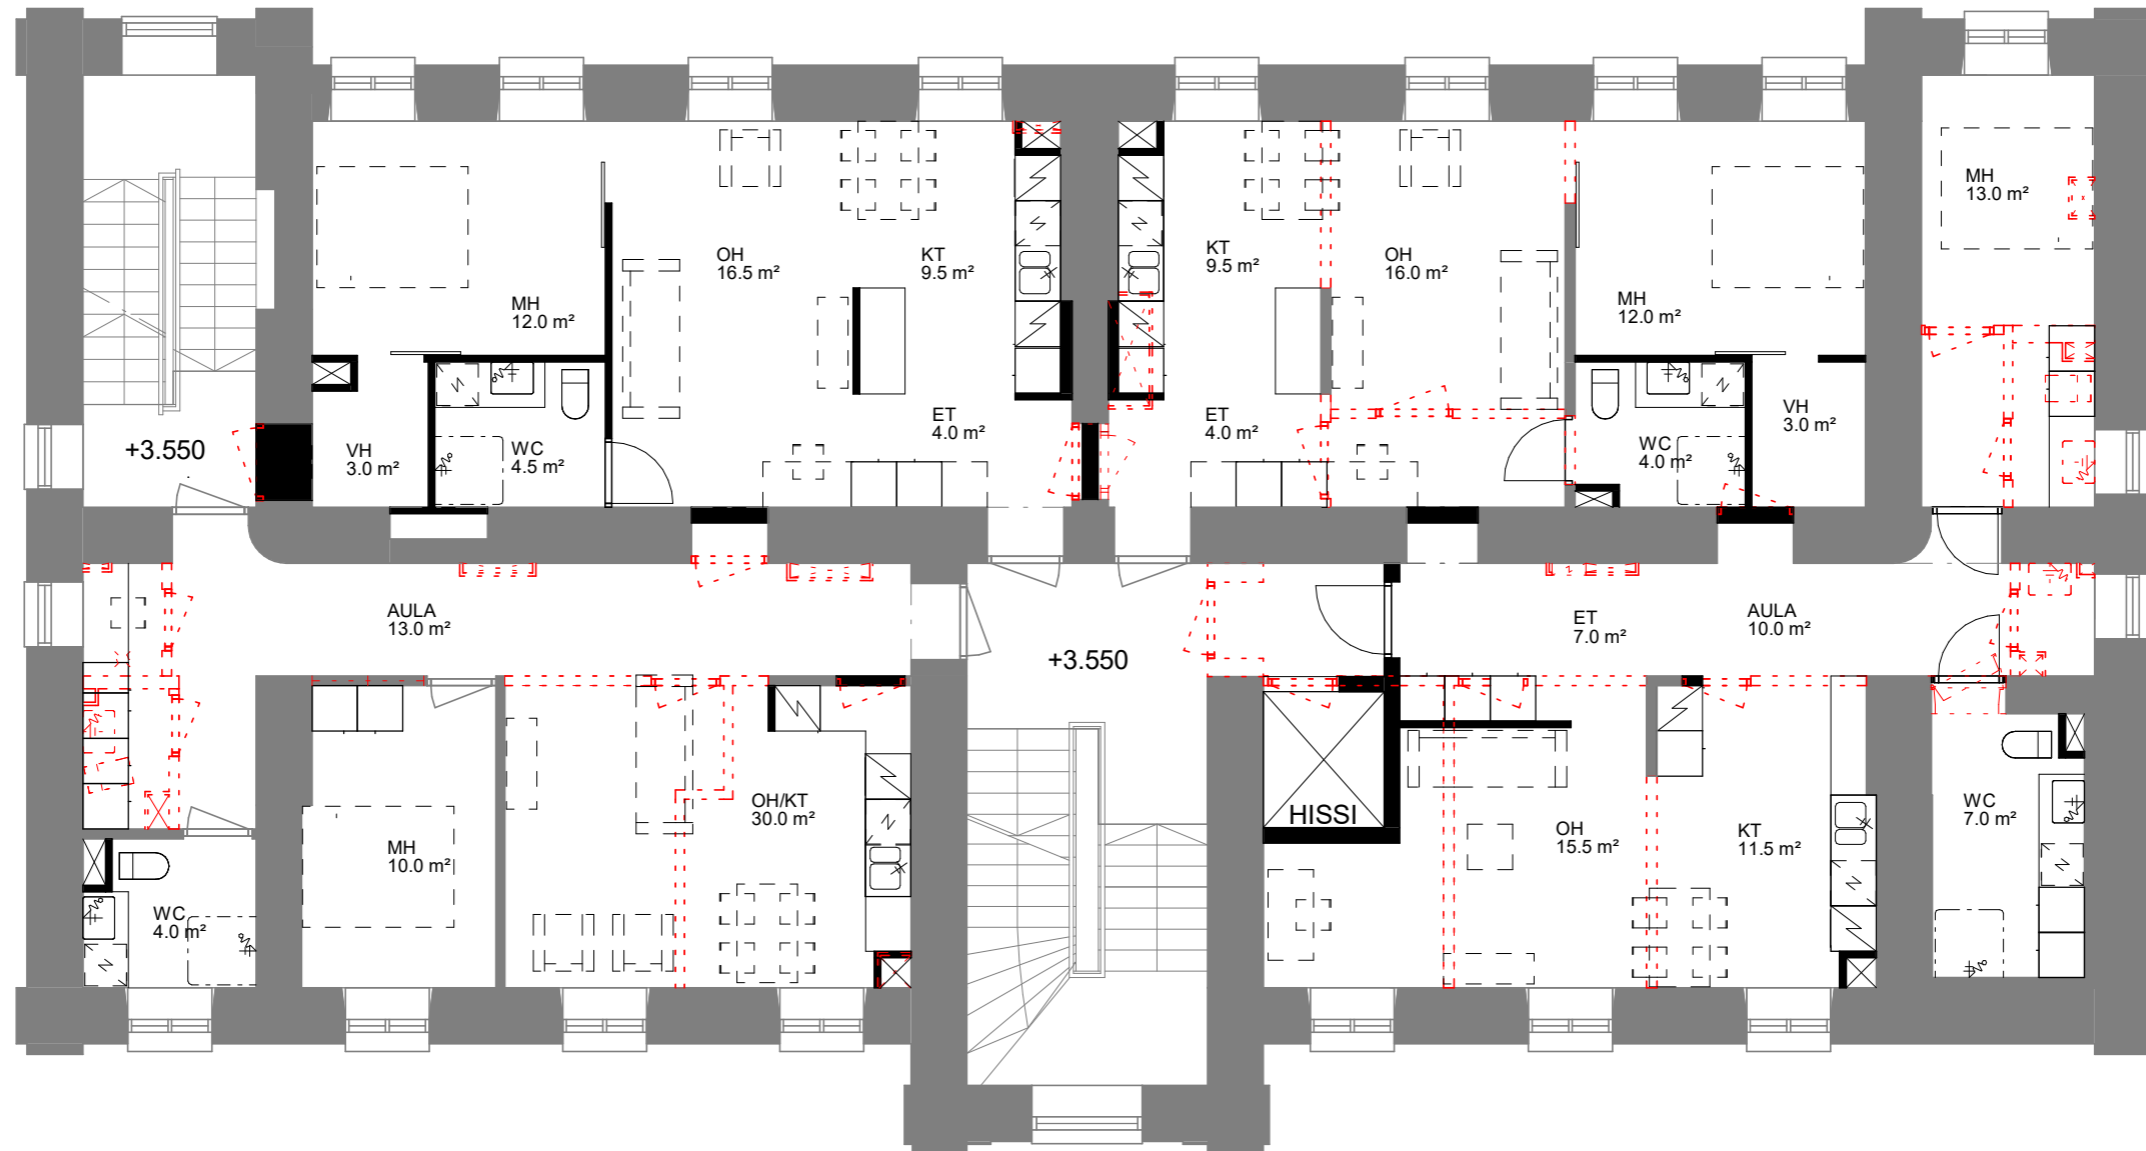 MH
13.0 m²
OH
16.5 m²
KT
9.5 m²
KT
9.5 m²
OH
16.0 m²
MH
12.0 m²
MH
12.0 m²
ET
4.0 m²
ET
4.0 m²
VH
3.0 m²
+3.550
VH
3.0 m²
WC
4.5 m²
WC
4.0 m²
AULA
13.0 m²
ET
7.0 m²
AULA
10.0 m²
+3.550
OH/KT
30.0 m²
HISSI
WC
7.0 m²
OH
15.5 m²
KT
11.5 m²
MH
10.0 m²
WC
4.0 m²